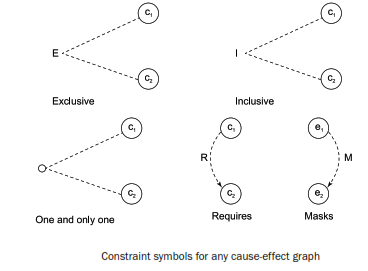 c1 c1
E I
c2 c2
Exclusive Inclusive
c1 c1 e1
R M
c2 c2 e2
One and only one Requires Masks
Constraint symbols for any cause-effect graph